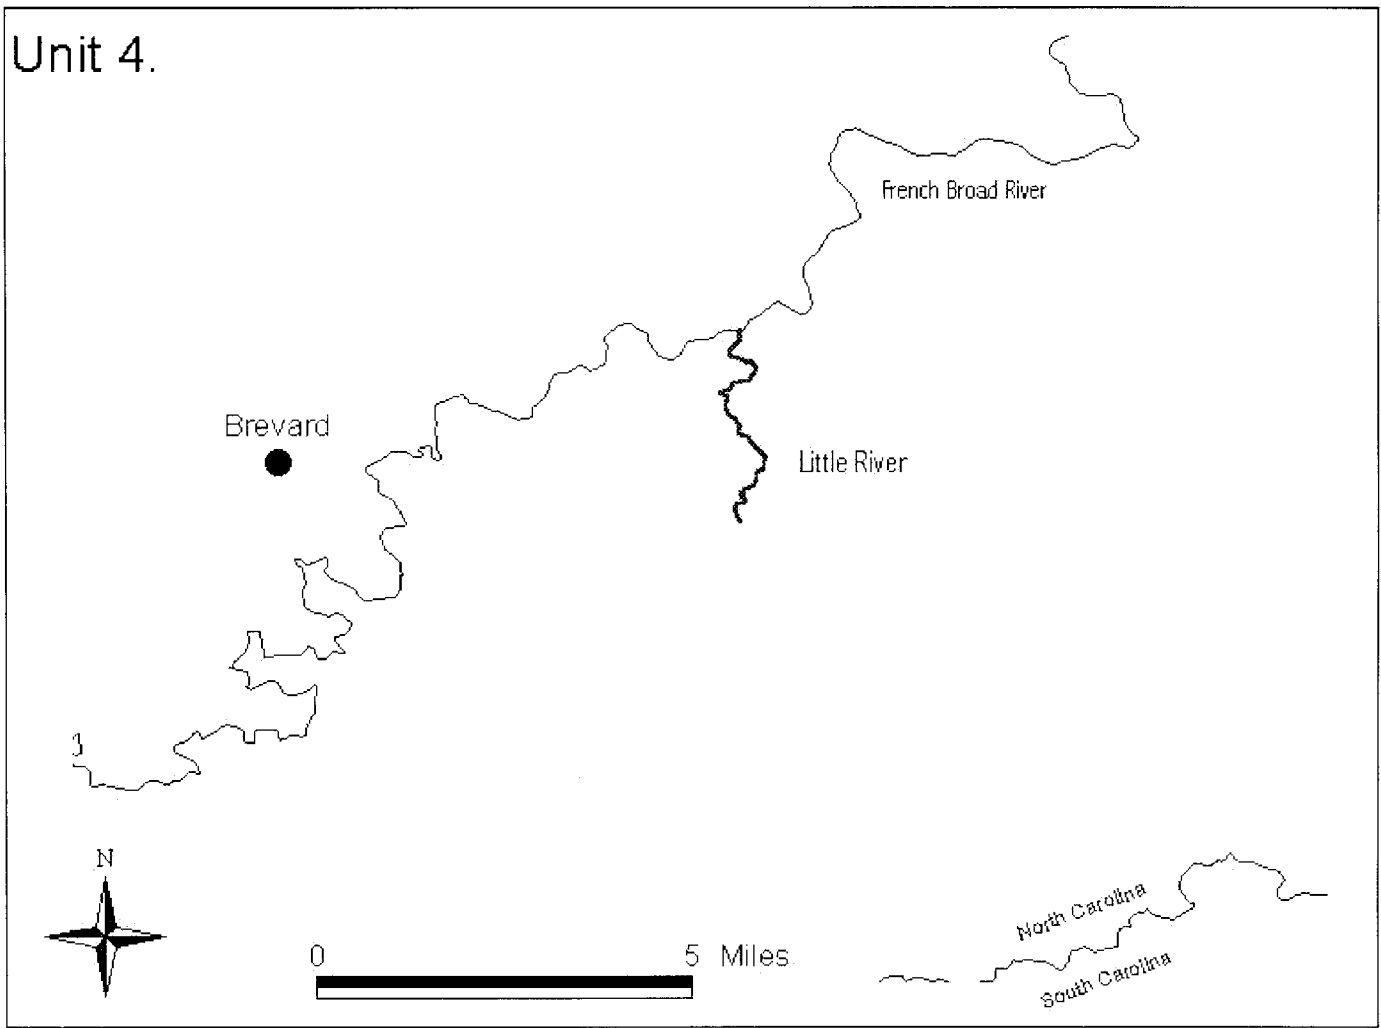 Unit 4.
French Broad River
Brevard
Little River
N
0
5 Miles
North Carolina
South Carolina